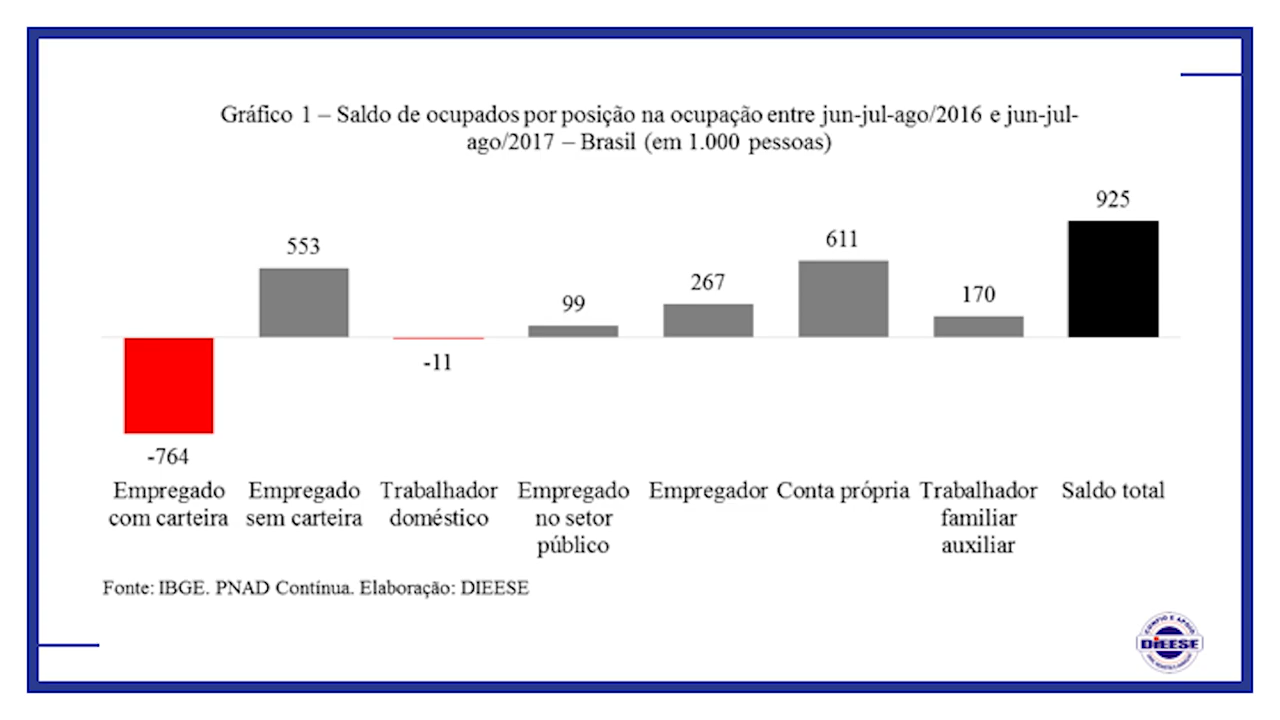 Gráfico 1 – Saldo de ocupados por posição na ocupação entre jun-jul-ago/2016 e jun-jul-
ago/2017 – Brasil (em 1.000 pessoas)
925
611
553
267
170
99
-11
-764
Empregado
com carteira
Empregado
sem carteira
Trabalhador
doméstico
Empregado
no setor
público
Empregador
Conta própria
Trabalhador
familiar
auxiliar
Saldo total
Fonte: IBGE. PNAD Contínua. Elaboração: DIEESE
DIEESE